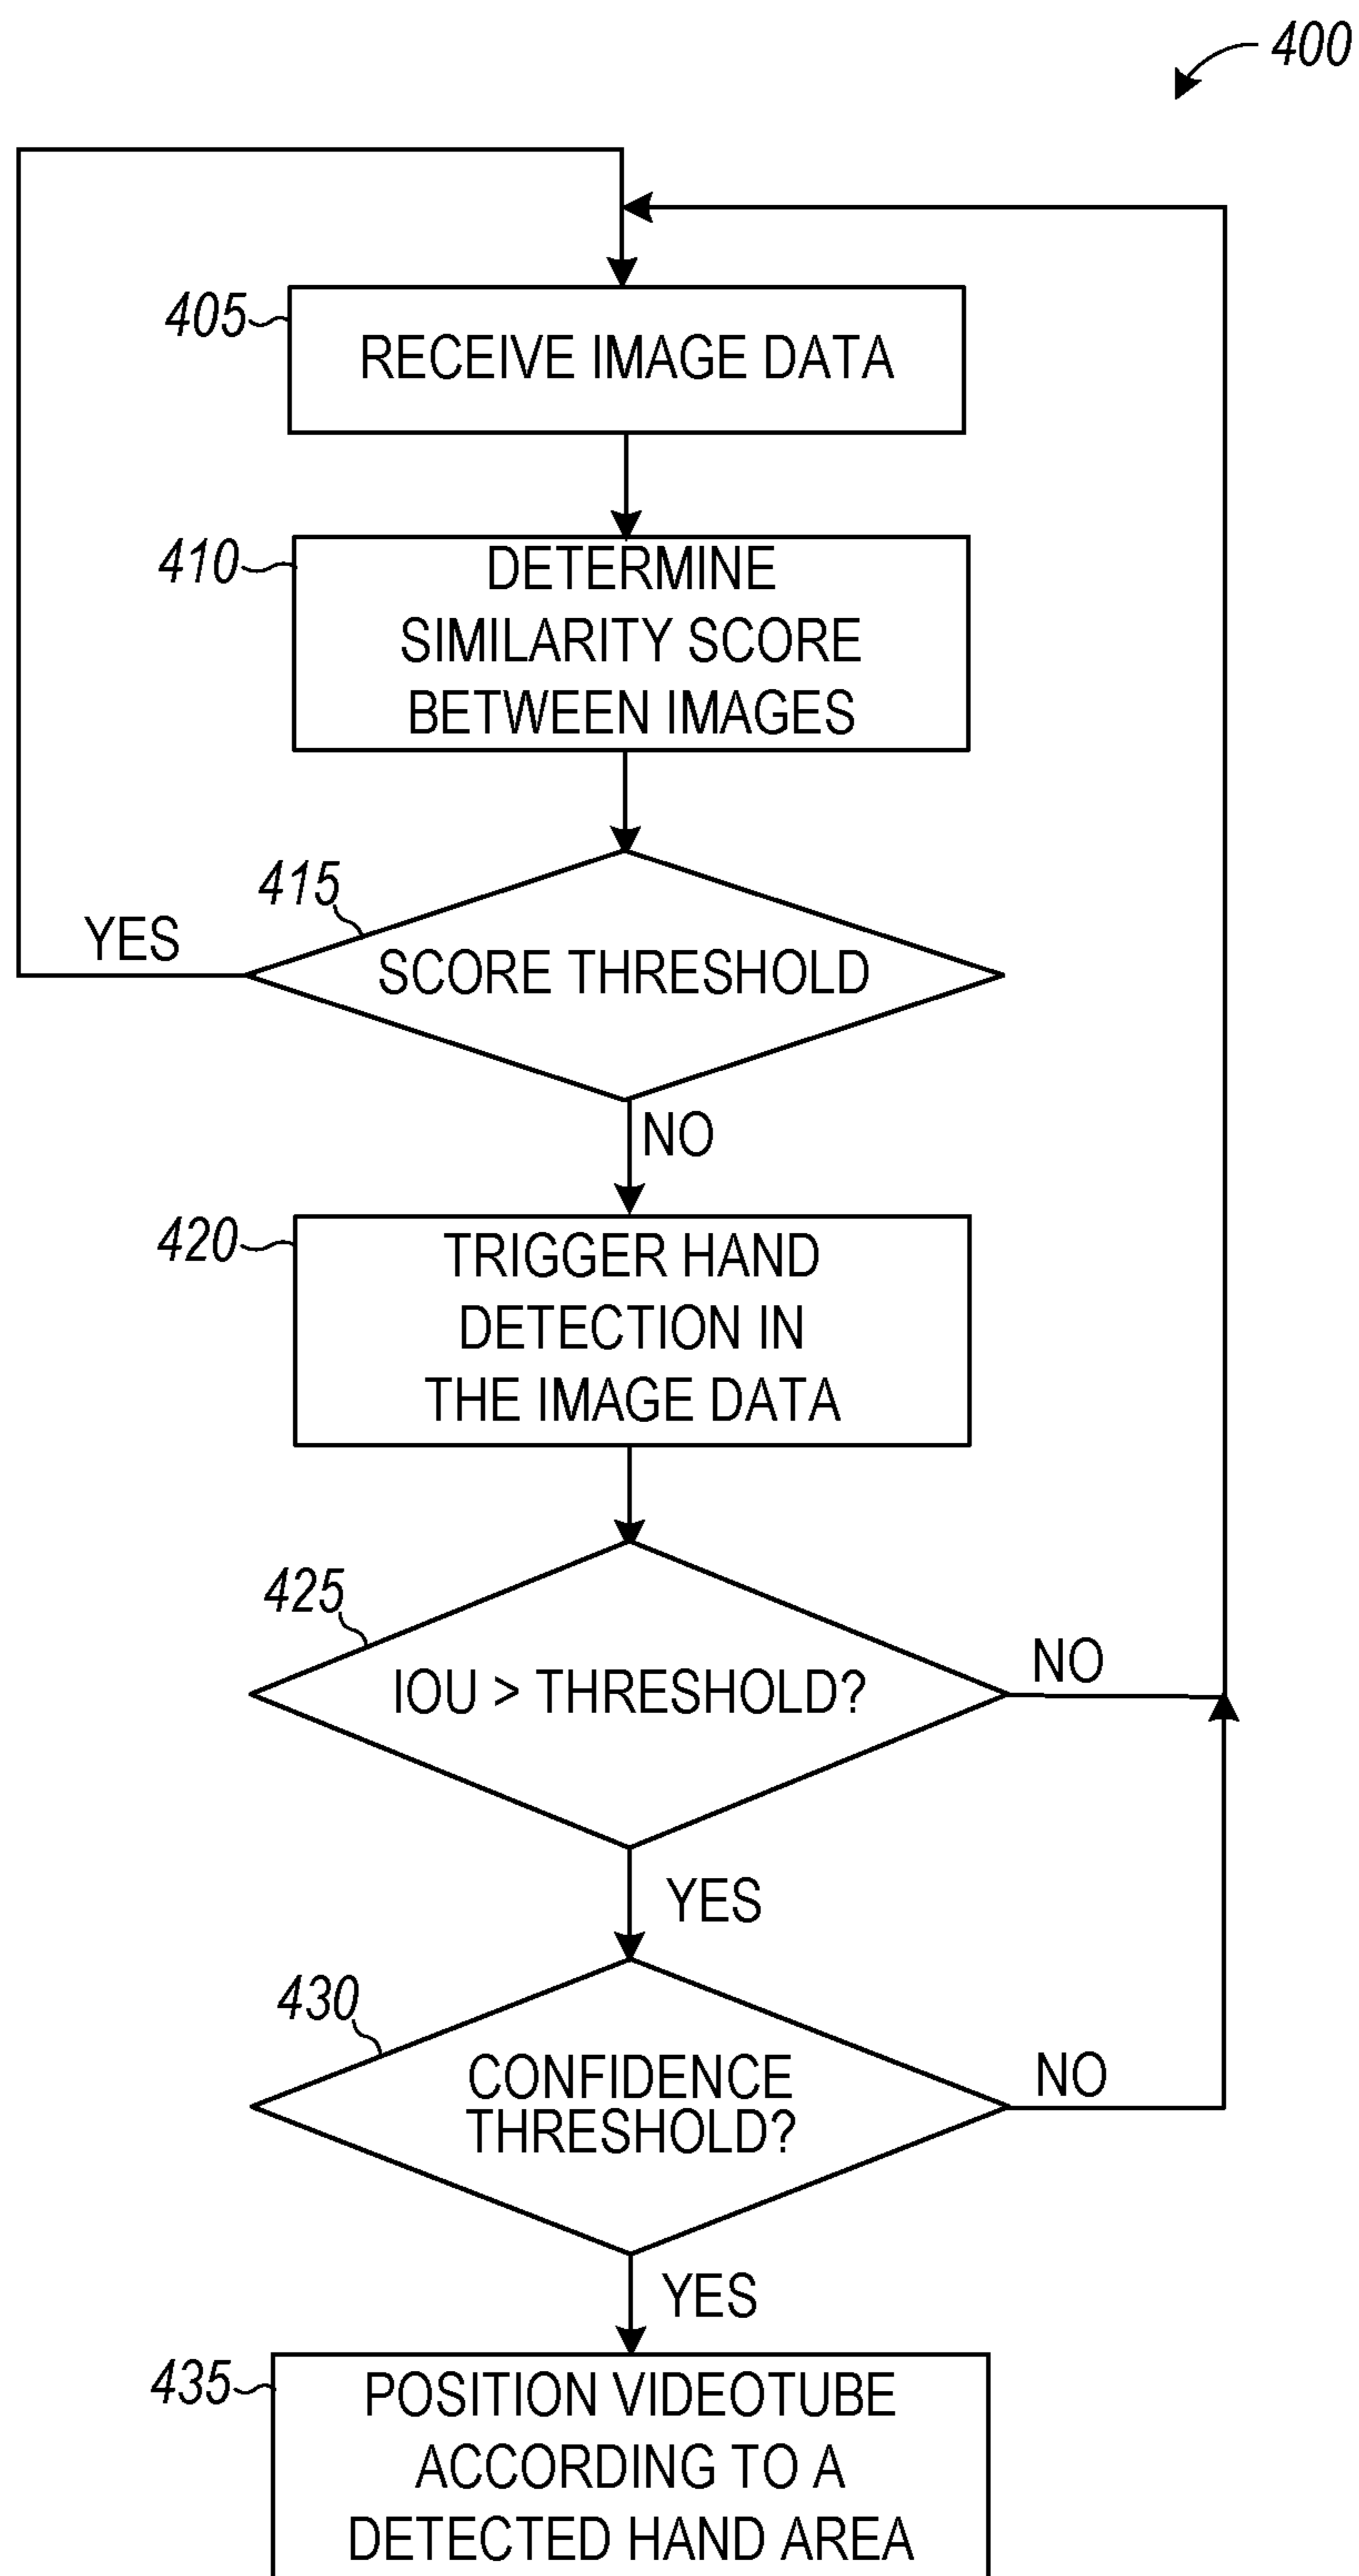 400
405
RECEIVE IMAGE DATA
410
DETERMINE
SIMILARITY SCORE
BETWEEN IMAGES
415
YES
SCORE THRESHOLD
NO
420
TRIGGER HAND
DETECTION IN
THE IMAGE DATA
425
NO
IOU > THRESHOLD?
YES
430
CONFIDENCE
THRESHOLD?
NO
YES
435
POSITION VIDEOTUBE
ACCORDING TO A
DETECTED HAND AREA